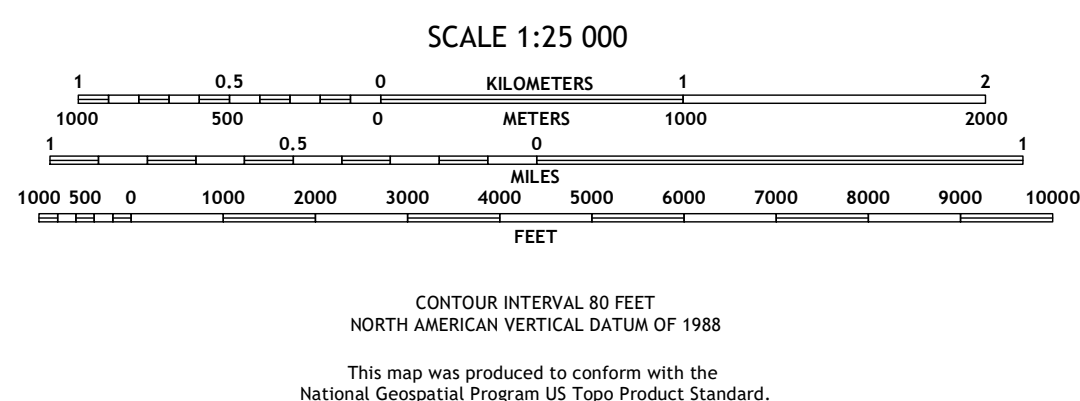 SCALE 1:25 000
1 0.5 0 KILOMETERS 1 2
1000 500 0 METERS 1000 2000
1 0.5 0 1
MILES
1000 500 0 1000 2000 3000 4000 5000 6000 7000 8000 9000 10000
FEET
CONTOUR INTERVAL 80 FEET
NORTH AMERICAN VERTICAL DATUM OF 1988
This map was produced to conform with the
National Geospatial Program US Topo Product Standard.